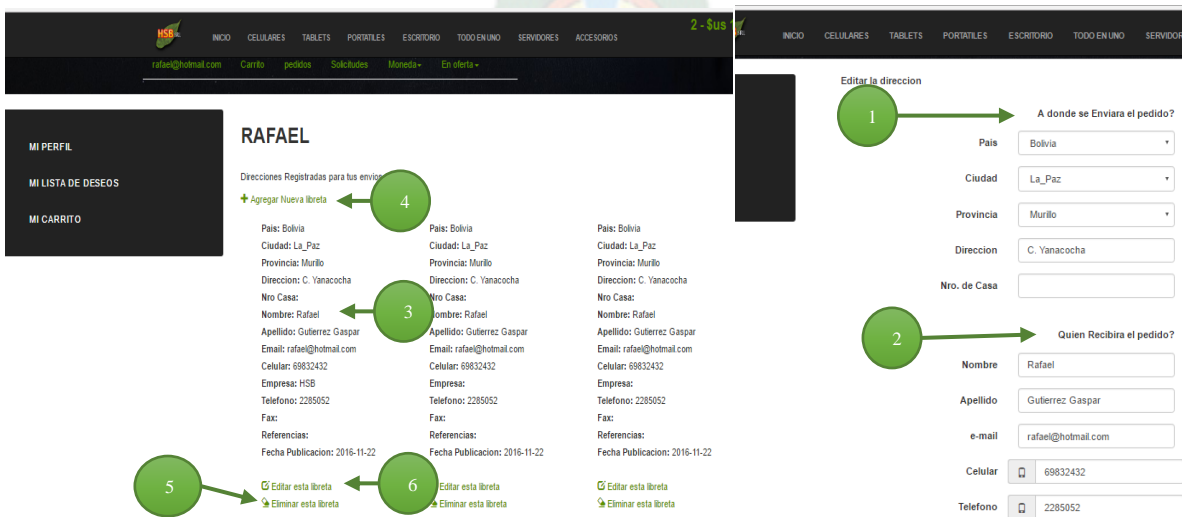 HSB
INICIO CELULARES TABLETS PORTATILES ESCRITORIO TODO EN UNO SERVIDORES ACCESORIOS
2 - $us 1
rafael@hotmail.com Carrito pedidos Solicitudes Moneda En oferta
MI PERFIL
MI LISTA DE DESEOS
MI CARRITO
RAFAEL
Direcciones Registradas para tus envios
Agregar Nueva libreta
4
Pais: Bolivia
Ciudad: La_Paz
Provincia: Murillo
Direccion: C. Yanacocha
Nro Casa:
Nombre: Rafael
Apellido: Gutierrez Gaspar
Email: rafael@hotmail.com
Celular: 69832432
Empresa: HSB
Telefono: 2285052
Fax:
Referencias:
Fecha Publicacion: 2016-11-22
Editar esta libreta
Eliminar esta libreta
3
5
6
Pais: Bolivia
Ciudad: La_Paz
Provincia: Murillo
Direccion: C. Yanacocha
Nro Casa:
Nombre: Rafael
Apellido: Gutierrez Gaspar
Email: rafael@hotmail.com
Celular: 69832432
Empresa:
Telefono: 2285052
Fax:
Referencias:
Fecha Publicacion: 2016-11-22
Editar esta libreta
Eliminar esta libreta
Pais: Bolivia
Ciudad: La_Paz
Provincia: Murillo
Direccion: C. Yanacocha
Nro Casa:
Nombre: Rafael
Apellido: Gutierrez Gaspar
Email: rafael@hotmail.com
Celular: 69832432
Empresa:
Telefono: 2285052
Fax:
Referencias:
Fecha Publicacion: 2016-11-22
Editar esta libreta
Eliminar esta libreta
INICIO CELULARES TABLETS PORTATILES ESCRITORIO TODO EN UNO SERVIDOR
Editar la direccion
1
A donde se Enviara el pedido?
Pais Bolivia
Ciudad La_Paz
Provincia Murillo
Direccion C. Yanacocha
Nro. de Casa
2
Quien Recibira el pedido?
Nombre Rafael
Apellido Gutierrez Gaspar
e-mail rafael@hotmail.com
Celular 69832432
Telefono 2285052